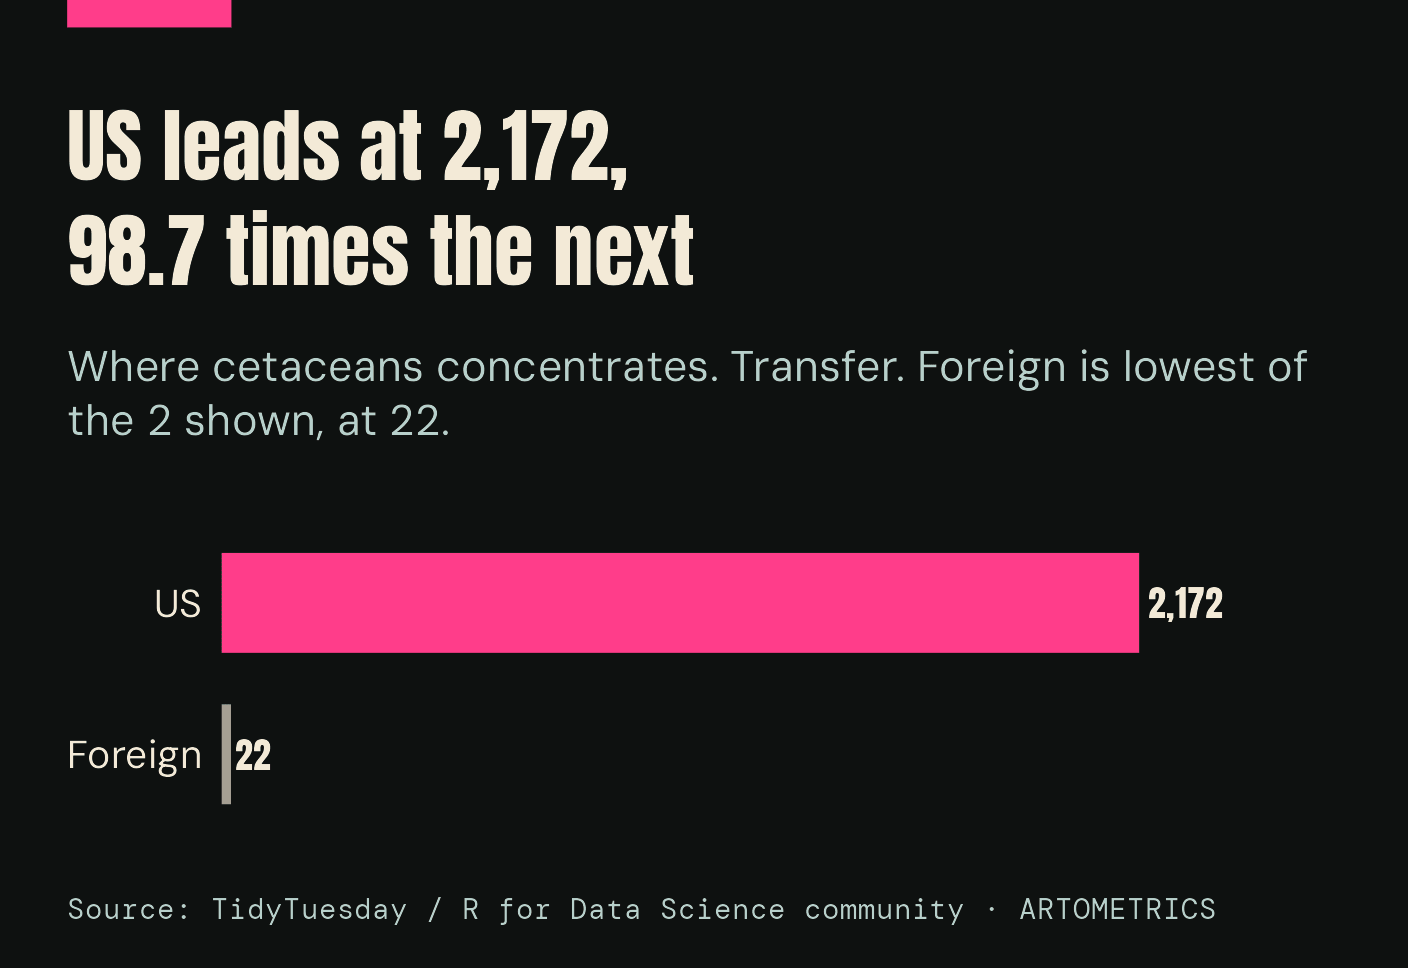 US leads at 2,172,
98.7 times the next
Where cetaceans concentrates. Transfer. Foreign is lowest of
the 2 shown, at 22.
US 2,172
Foreign 22
Source: TidyTuesday / R for Data Science community · ARTOMETRICS